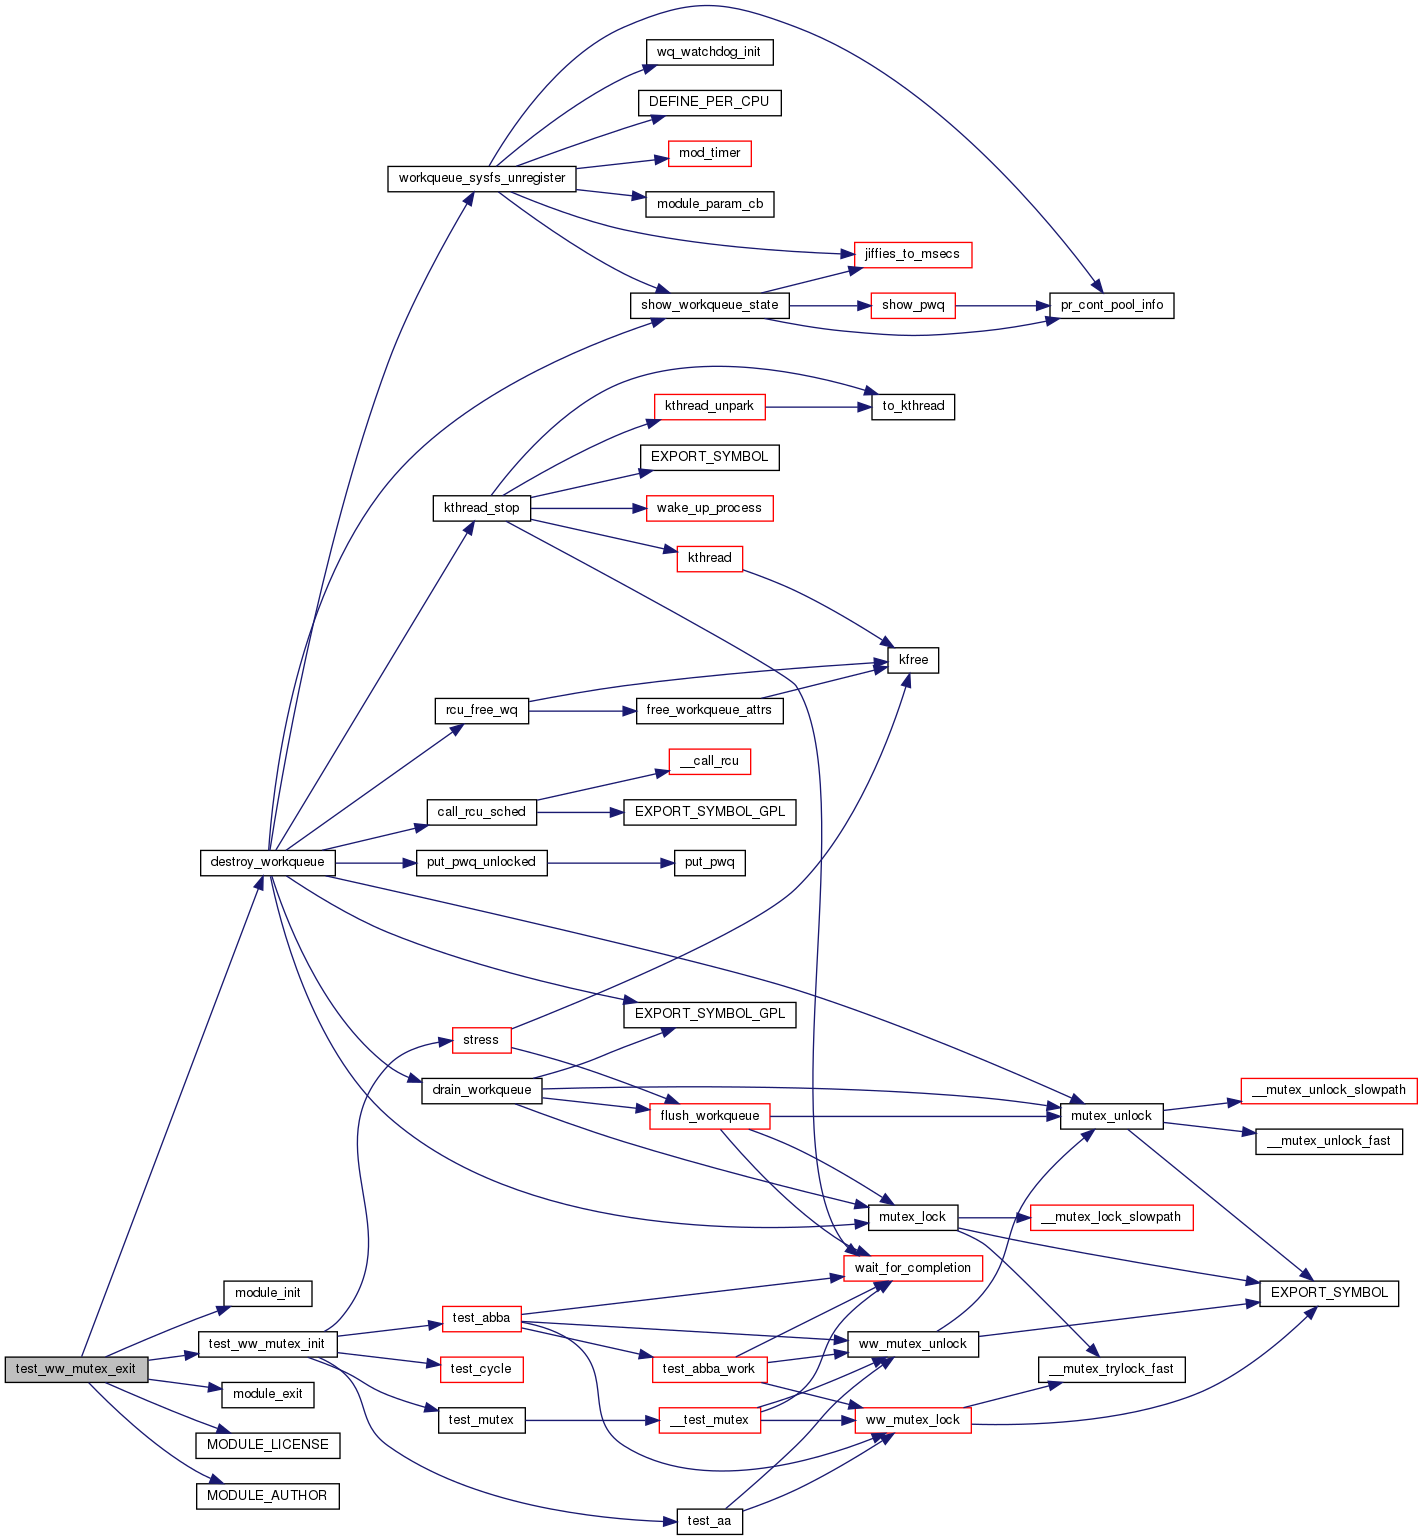 wq_watchdog_init
DEFINE_PER_CPU
mod_timer
workqueue_sysfs_unregister
module_param_cb
jiffies_to_msecs
show_workqueue_state
show_pwq
pr_cont_pool_info
kthread_unpark
to_kthread
EXPORT_SYMBOL
kthread_stop
wake_up_process
kthread
kfree
rcu_free_wq
free_workqueue_attrs
__call_rcu
call_rcu_sched
EXPORT_SYMBOL_GPL
destroy_workqueue
put_pwq_unlocked
put_pwq
EXPORT_SYMBOL_GPL
stress
drain_workqueue
flush_workqueue
mutex_unlock
__mutex_unlock_slowpath
__mutex_unlock_fast
mutex_lock
__mutex_lock_slowpath
wait_for_completion
module_init
EXPORT_SYMBOL
test_abba
test_ww_mutex_init
ww_mutex_unlock
test_ww_mutex_exit
test_cycle
test_abba_work
__mutex_trylock_fast
module_exit
test_mutex
__test_mutex
ww_mutex_lock
MODULE_LICENSE
MODULE_AUTHOR
test_aa